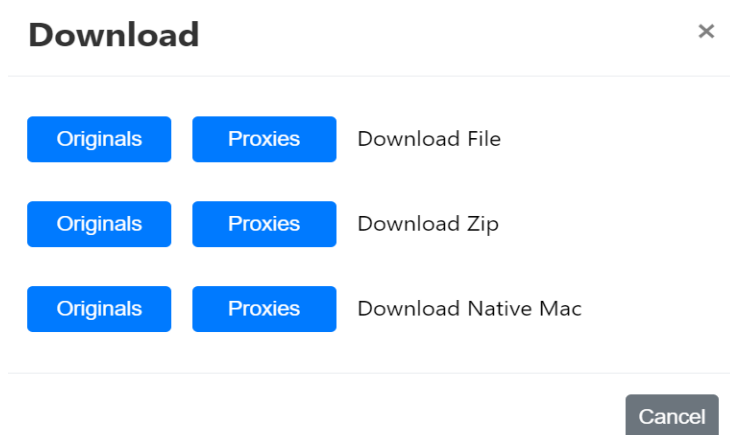 Download ×
Originals Proxies Download File
Originals Proxies Download Zip
Originals Proxies Download Native Mac
Cancel